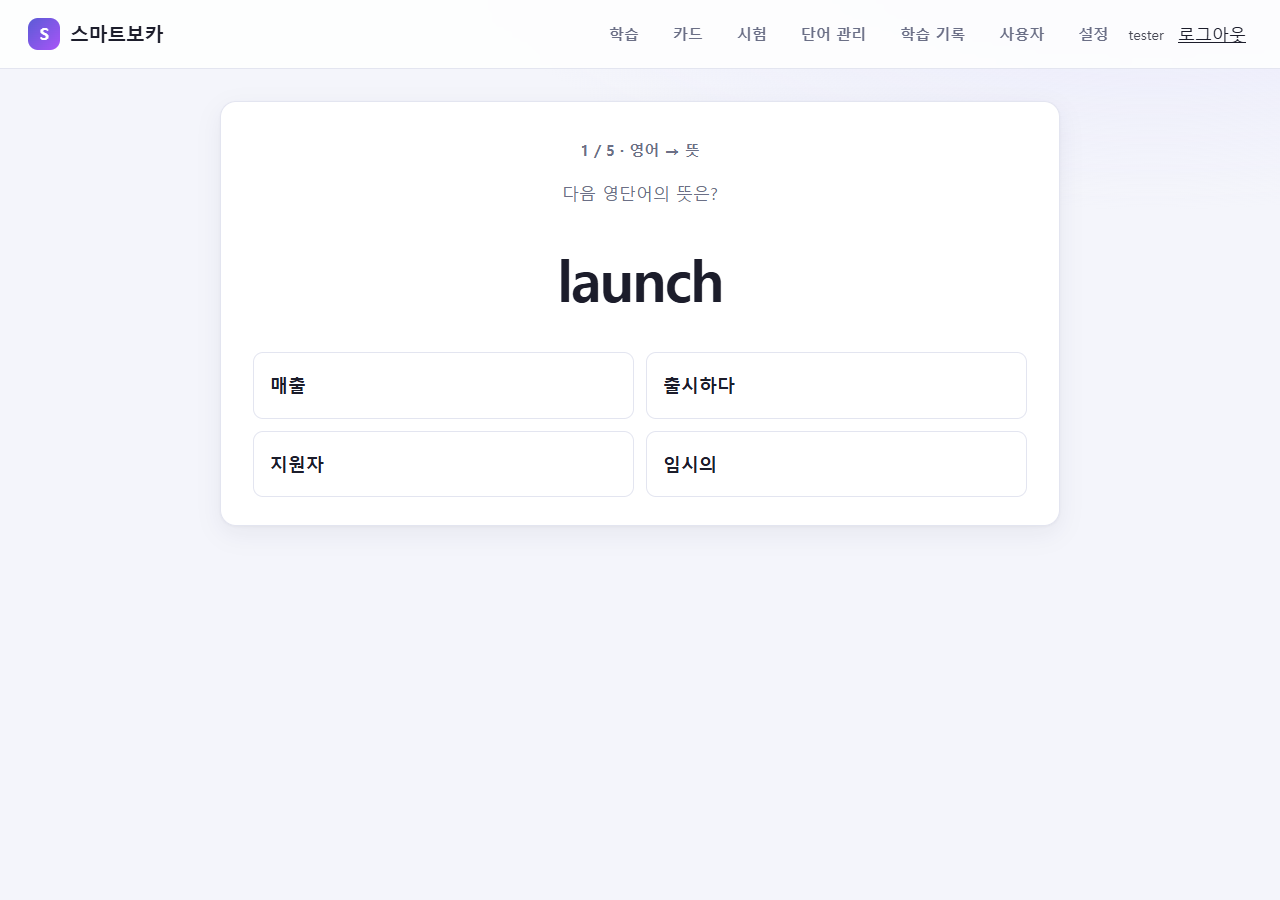 S 스마트보카 학습 카드 시험 단어 관리 학습 기록 사용자 설정 tester 로그아웃
1 / 5 · 영어 → 뜻
다음 영단어의 뜻은?
launch
매출 출시하다
지원자 임시의